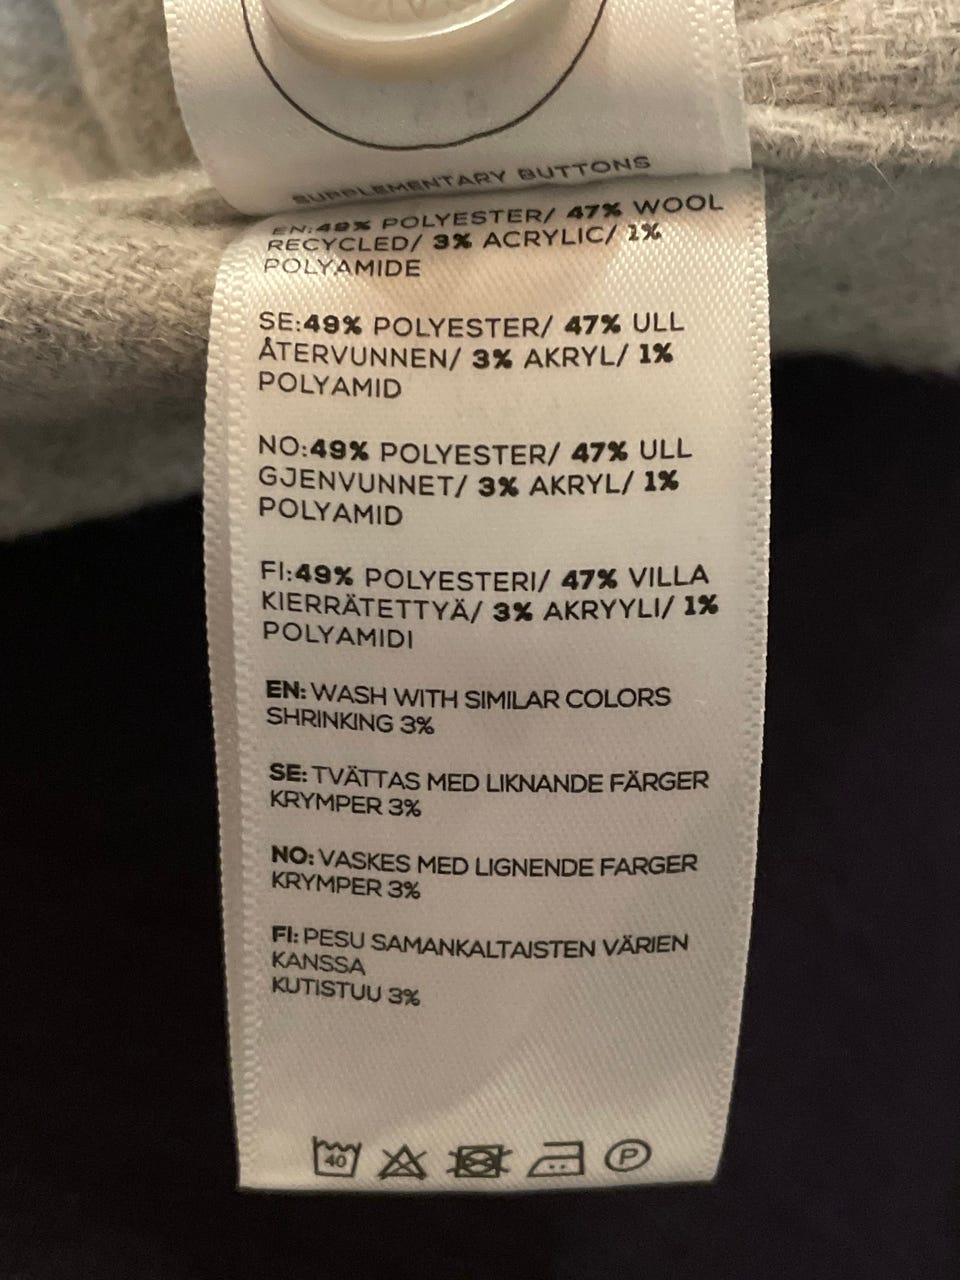 SUPPLEMENTARY BUTTONS
EN:49% POLYESTER/ 47% WOOL
RECYCLED/ 3% ACRYLIC/ 1%
POLYAMIDE
SE:49% POLYESTER/ 47% ULL
ÅTERVUNNEN/ 3% AKRYL/ 1%
POLYAMID
NO:49% POLYESTER/ 47% ULL
GJENVUNNET/ 3% AKRYL/ 1%
POLYAMID
FI:49% POLYESTERI/ 47% VILLA
KIERRÄTETTYÄ/ 3% AKRYYLI/ 1%
POLYAMIDI
EN: WASH WITH SIMILAR COLORS
SHRINKING 3%
SE: TVÄTTAS MED LIKNANDE FÄRGER
KRYMPER 3%
NO: VASKES MED LIGNENDE FARGER
KRYMPER 3%
FI: PESU SAMANKALTAISTEN VÄRIEN
KANSSA
KUTISTUU 3%
40 P